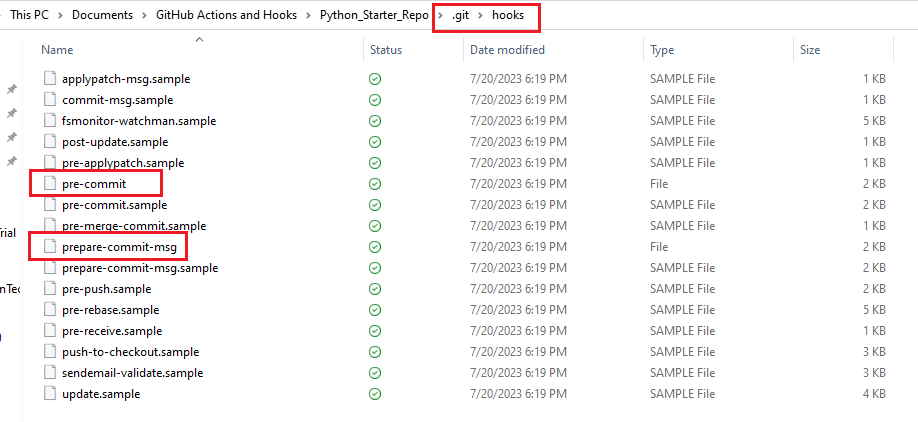 This PC > Documents > GitHub Actions and Hooks > Python_Starter_Repo > .git > hooks
Name Status Date modified Type Size
applypatch-msg.sample 7/20/2023 6:19 PM SAMPLE File 1 KB
commit-msg.sample 7/20/2023 6:19 PM SAMPLE File 1 KB
fsmonitor-watchman.sample 7/20/2023 6:19 PM SAMPLE File 5 KB
post-update.sample 7/20/2023 6:19 PM SAMPLE File 1 KB
pre-applypatch.sample 7/20/2023 6:19 PM SAMPLE File 1 KB
pre-commit 7/20/2023 6:19 PM File 2 KB
pre-commit.sample 7/20/2023 6:19 PM SAMPLE File 2 KB
pre-merge-commit.sample 7/20/2023 6:19 PM SAMPLE File 1 KB
prepare-commit-msg 7/20/2023 6:19 PM File 2 KB
prepare-commit-msg.sample 7/20/2023 6:19 PM SAMPLE File 2 KB
pre-push.sample 7/20/2023 6:19 PM SAMPLE File 2 KB
pre-rebase.sample 7/20/2023 6:19 PM SAMPLE File 5 KB
pre-receive.sample 7/20/2023 6:19 PM SAMPLE File 1 KB
push-to-checkout.sample 7/20/2023 6:19 PM SAMPLE File 3 KB
sendemail-validate.sample 7/20/2023 6:19 PM SAMPLE File 3 KB
update.sample 7/20/2023 6:19 PM SAMPLE File 4 KB